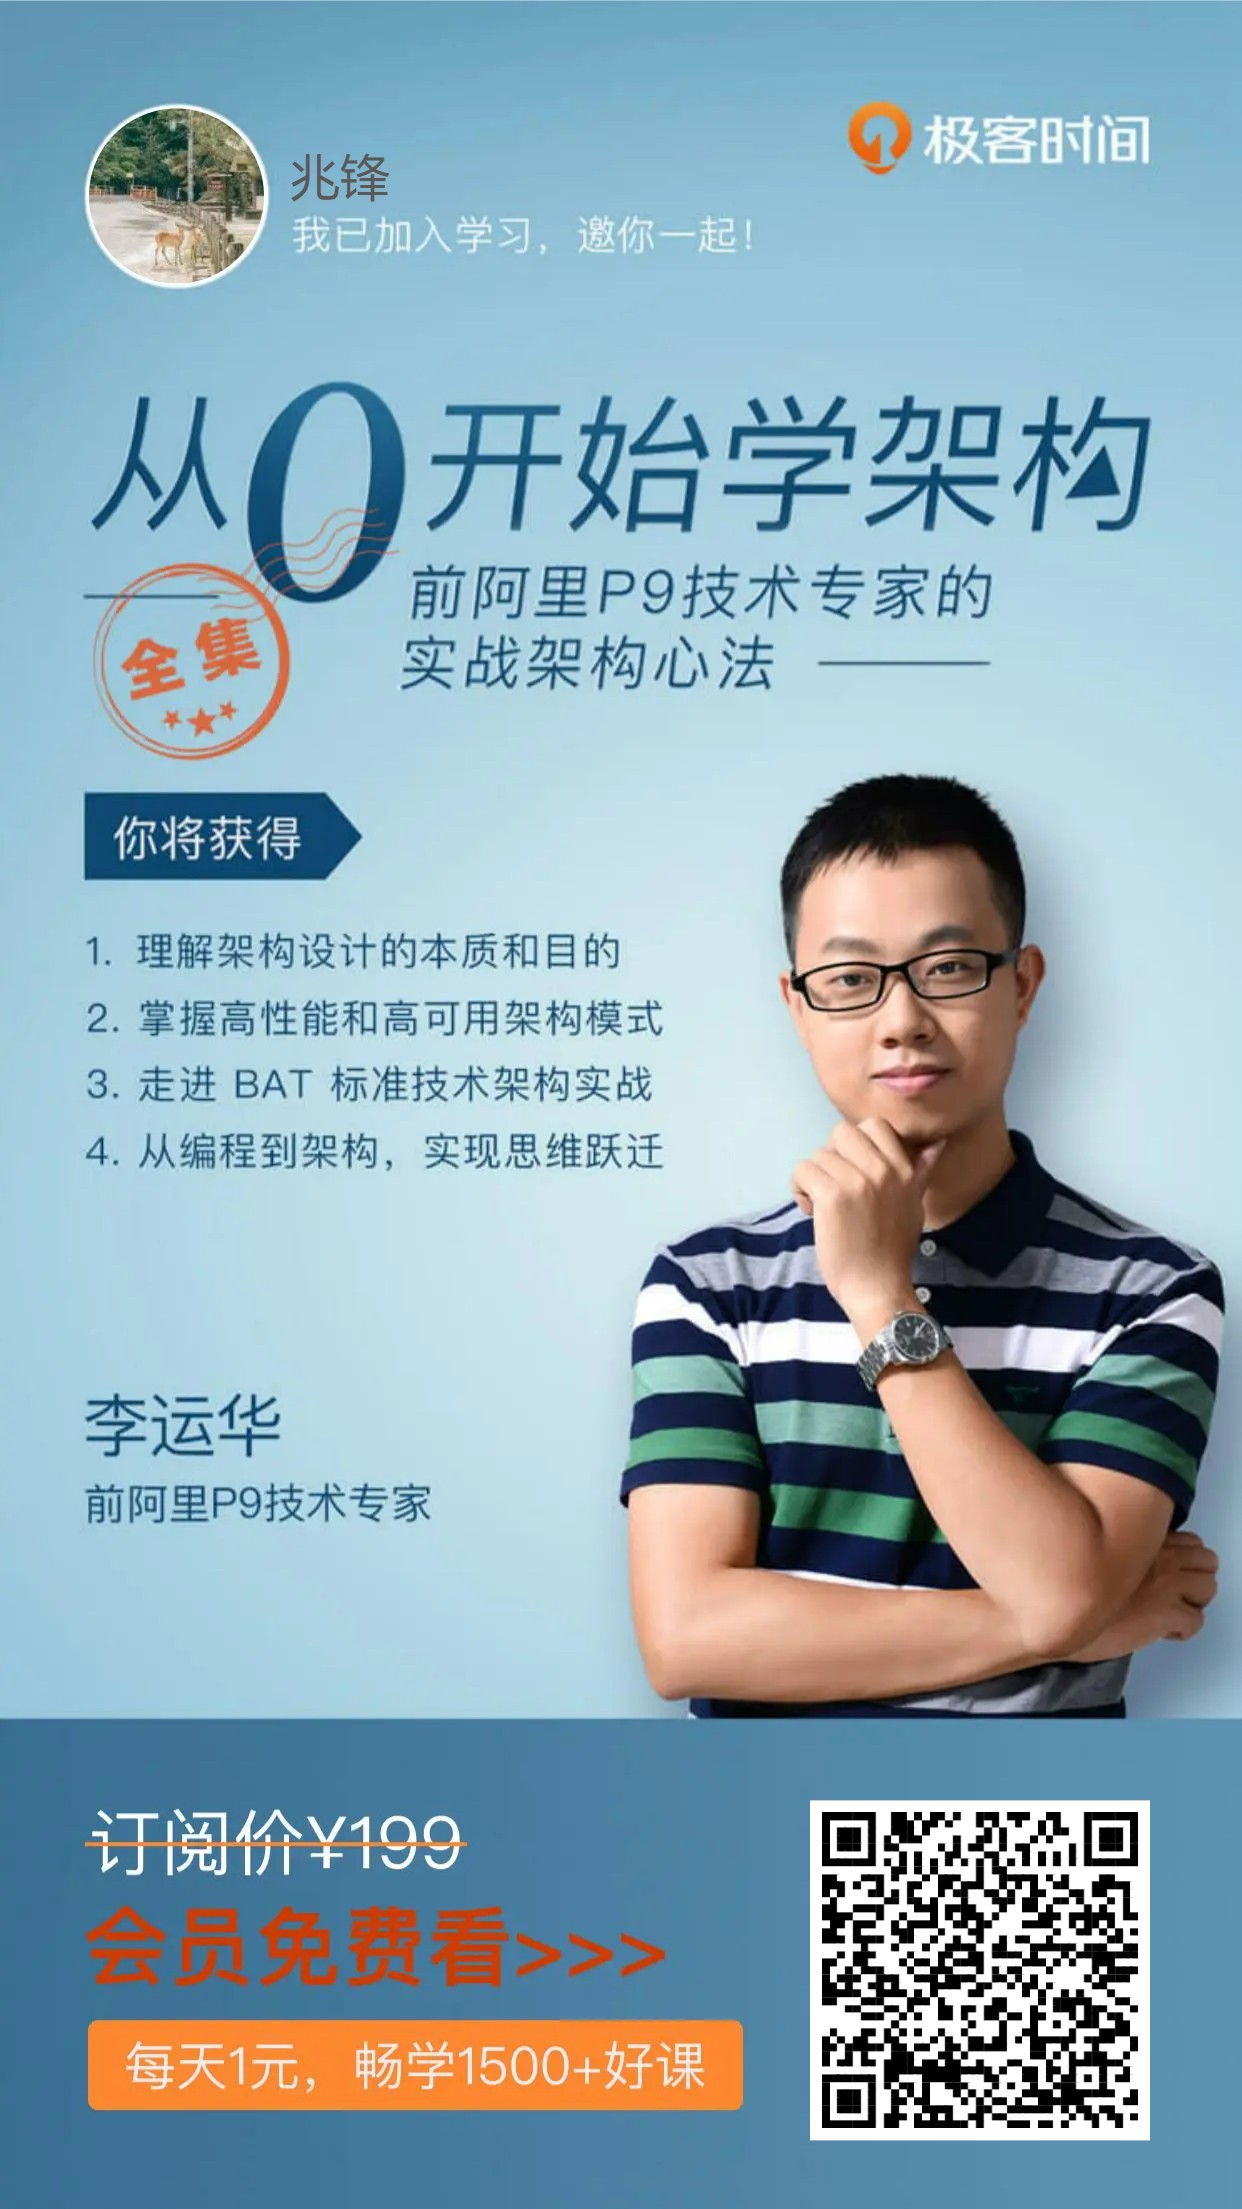 极客时间
兆锋
我已加入学习，邀你一起！
从0开始学架构
前阿里P9技术专家的
实战架构心法
全集
你将获得
1. 理解架构设计的本质和目的
2. 掌握高性能和高可用架构模式
3. 走进 BAT 标准技术架构实战
4. 从编程到架构，实现思维跃迁
李运华
前阿里P9技术专家
订阅价¥199
会员免费看>>>
每天1元，畅学1500+好课